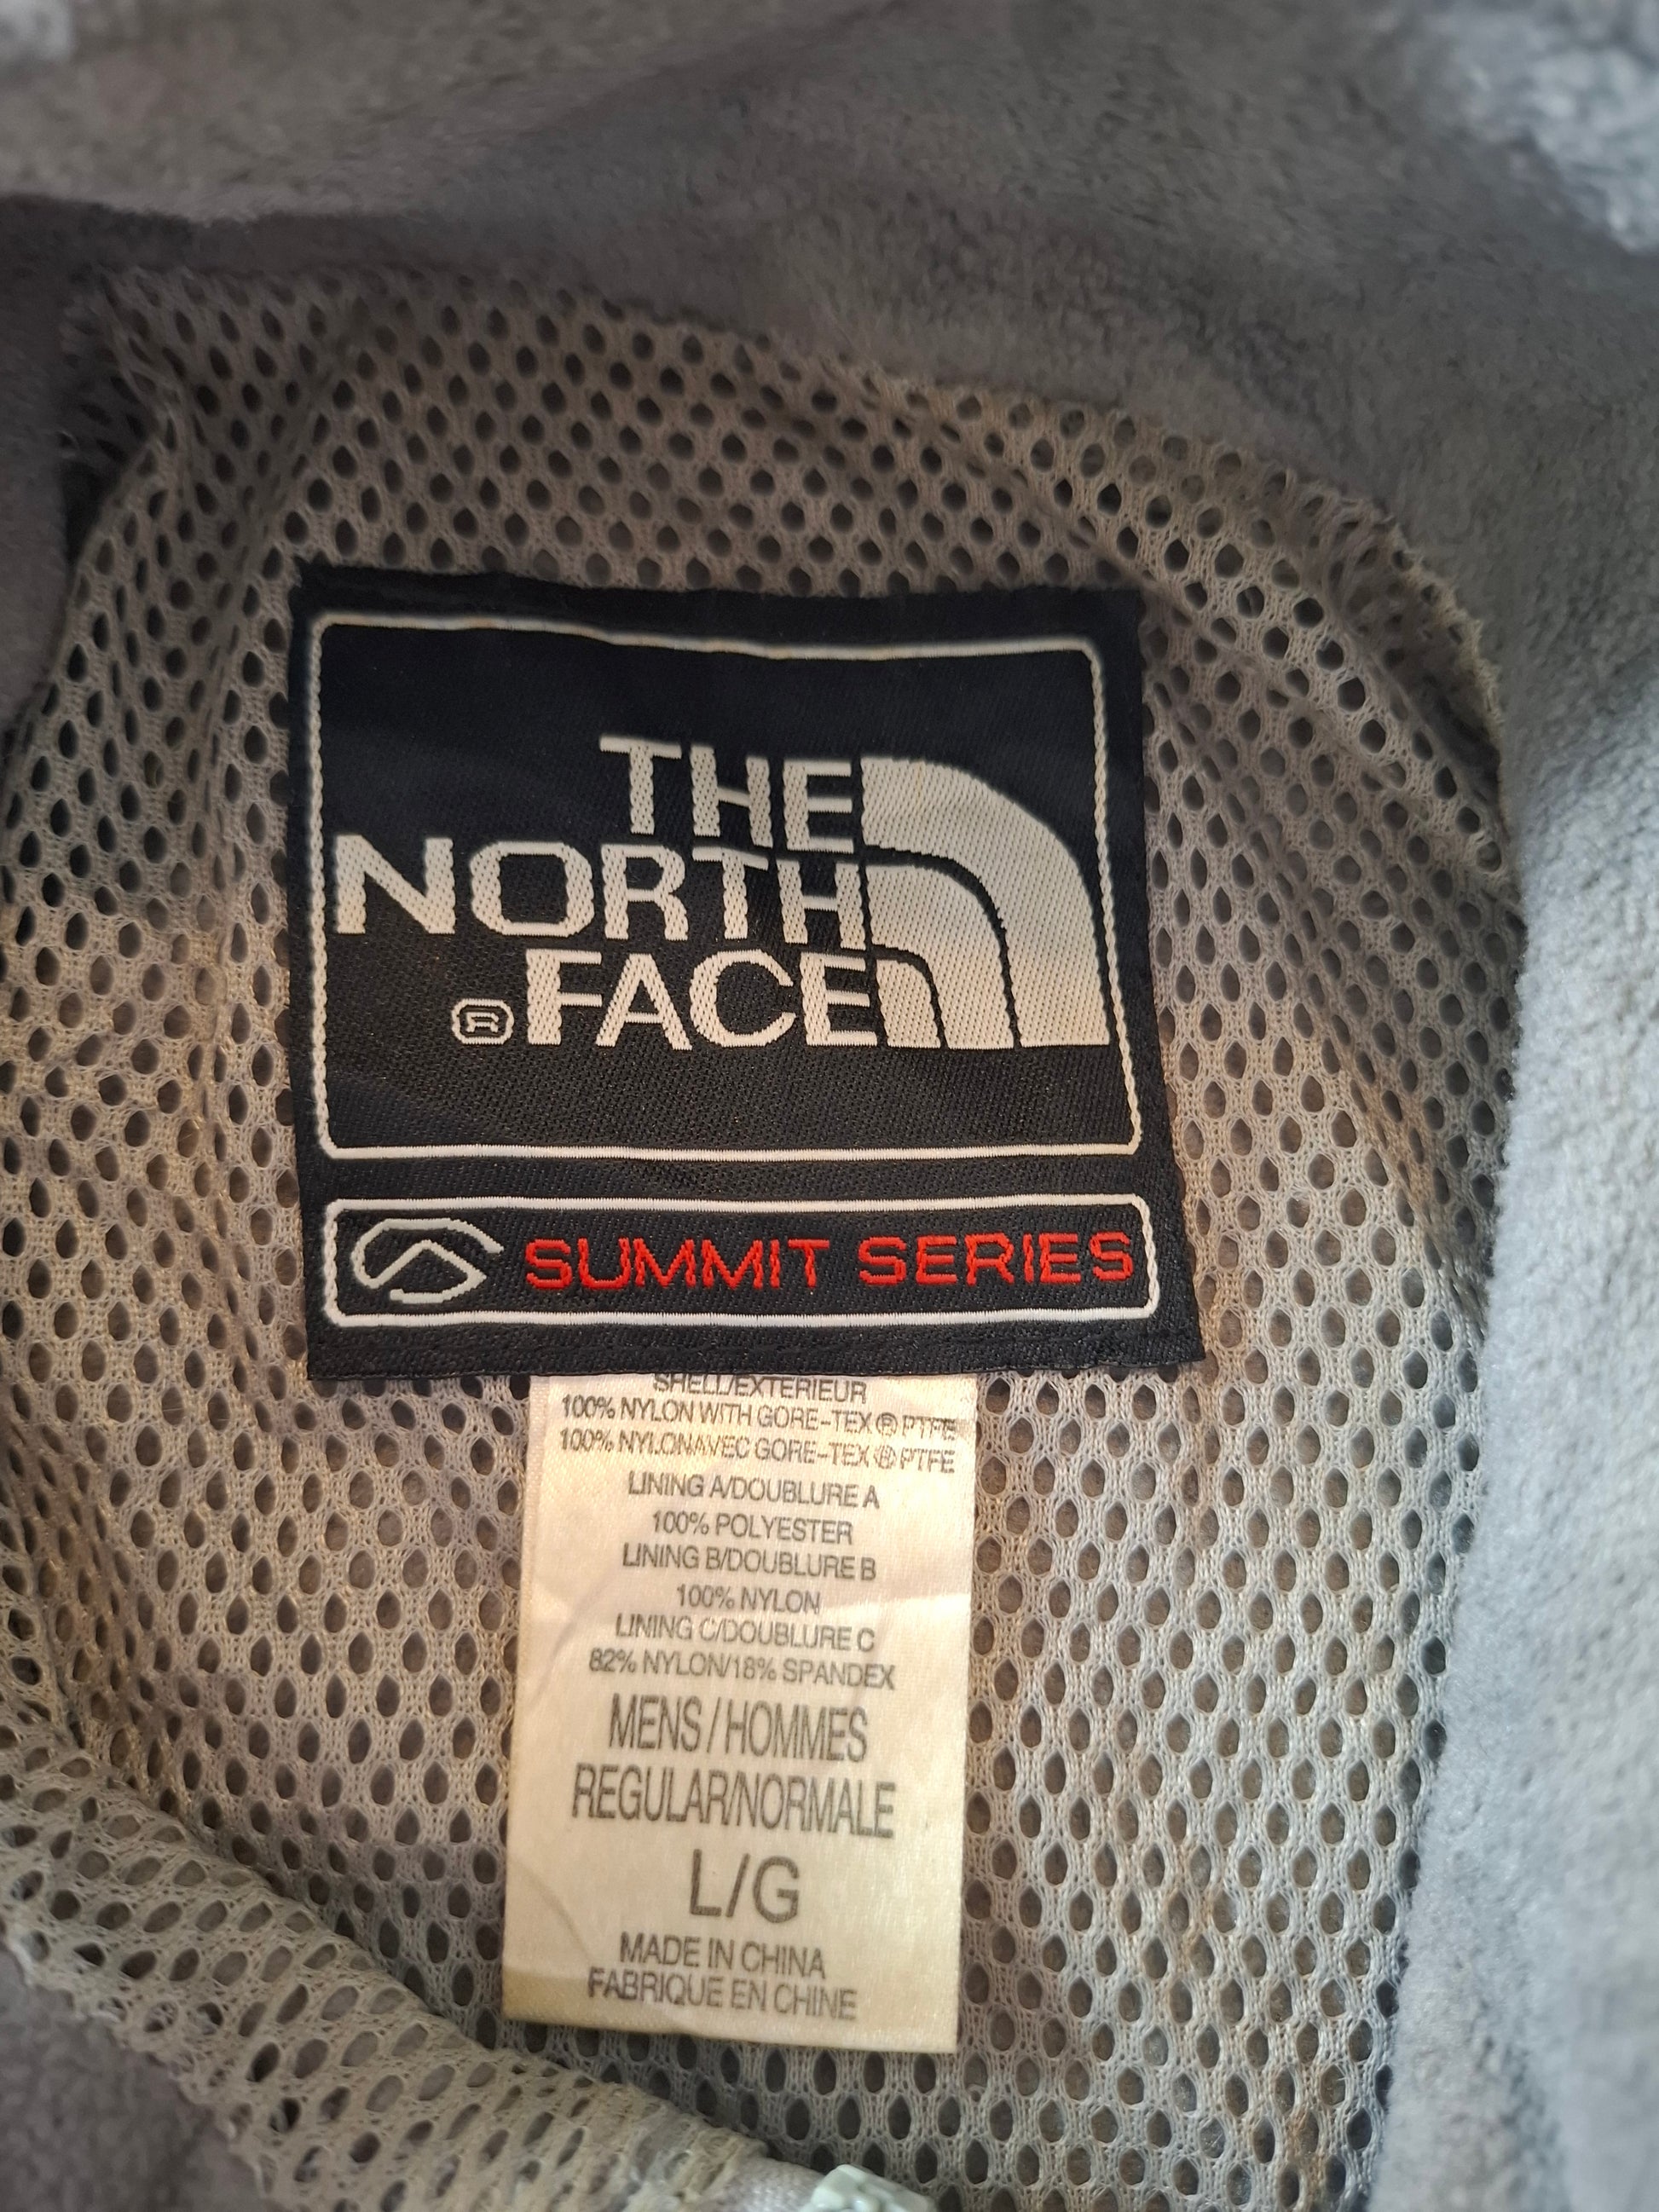 THE
NORTH
® FACE
SUMMIT SERIES
SHELL/EXTERIEUR
100% NYLON WITH GORE-TEX® PTFE
100% NYLONAVEC GORE-TEX® PTFE
LINING A/DOUBLURE A
100% POLYESTER
LINING B/DOUBLURE B
100% NYLON
LINING C/DOUBLURE C
82% NYLON/18% SPANDEX
MENS/HOMMES
REGULAR/NORMALE
L/G
MADE IN CHINA
FABRIQUE EN CHINE